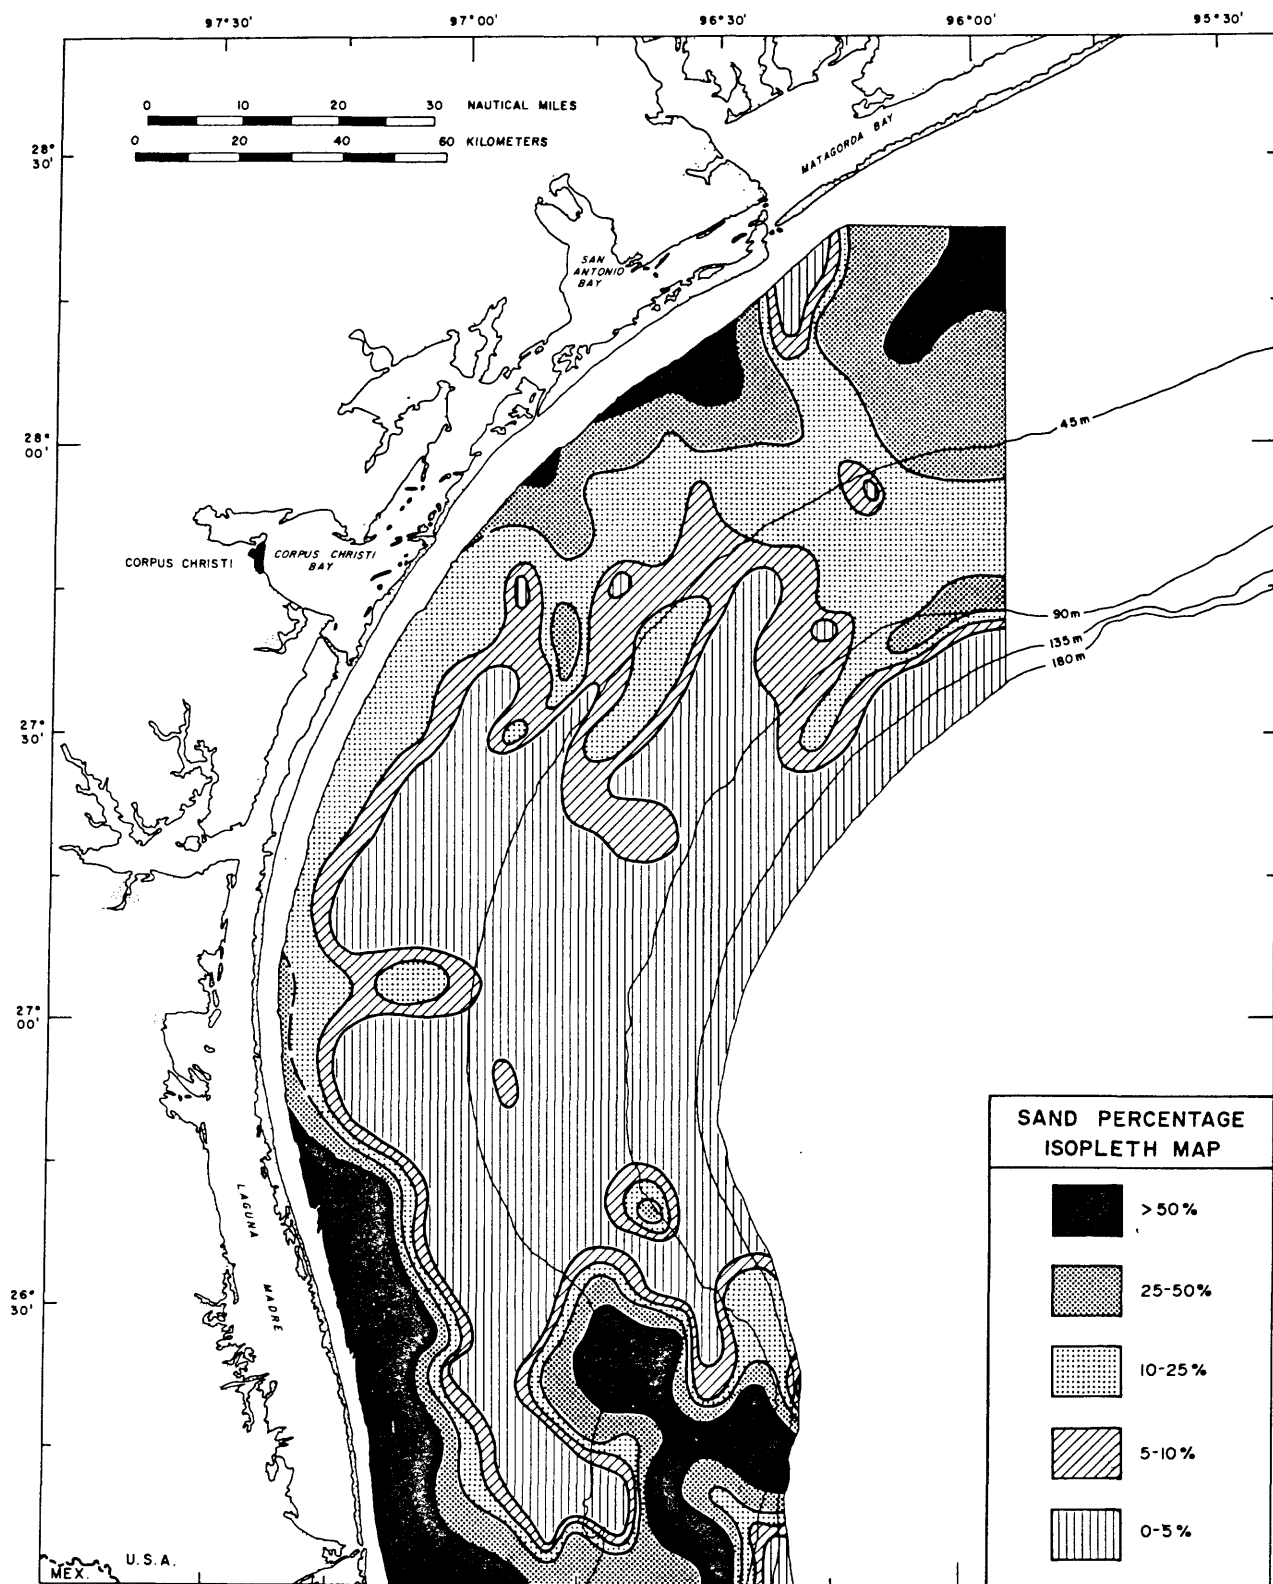 97°30'
97°00'
96°30'
96°00'
95°30'
0 10 20 30 NAUTICAL MILES
0 20 40 60 KILOMETERS
28°
30'
MATAGORDA BAY
SAN
ANTONIO
BAY
28°
00'
45m
CORPUS CHRISTI
CORPUS CHRISTI
BAY
90m
135m
180m
27°
30'
27°
00'
SAND PERCENTAGE
ISOPLETH MAP
>50%
25-50%
10-25%
5-10%
0-5%
LAGUNA
MADRE
26°
30'
U.S.A.
MEX.